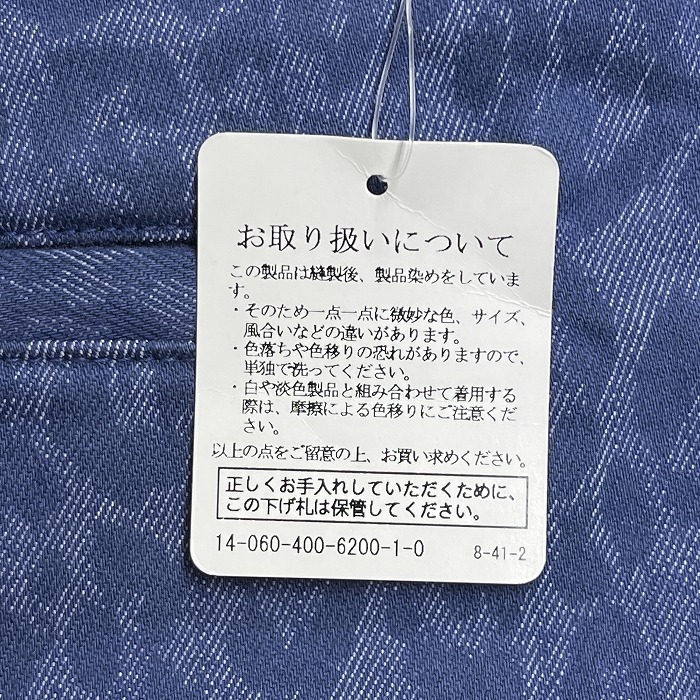 お取り扱いについて
この製品は縫製後、製品染めをしていま
す。
・そのため一点一点に微妙な色、サイズ、
風合いなどの違いがあります。
・色落ちや色移りの恐れがありますので、
単独で洗ってください。
・白や淡色製品と組み合わせて着用する
際は、摩擦による色移りにご注意くだ
さい。
以上の点をご留意の上、お買い求めください。
正しくお手入れしていただくために、
この下げ札は保管してください。
14-060-400-6200-1-0
8-41-2